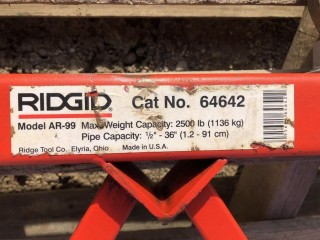 RIDGID Cat No. 64642
Model AR-99 Max. Weight Capacity: 2500 lb (1136 kg)
Pipe Capacity: ½" - 36" (1.2 - 91 cm)
Ridge Tool Co. Elyria, Ohio Made in U.S.A.